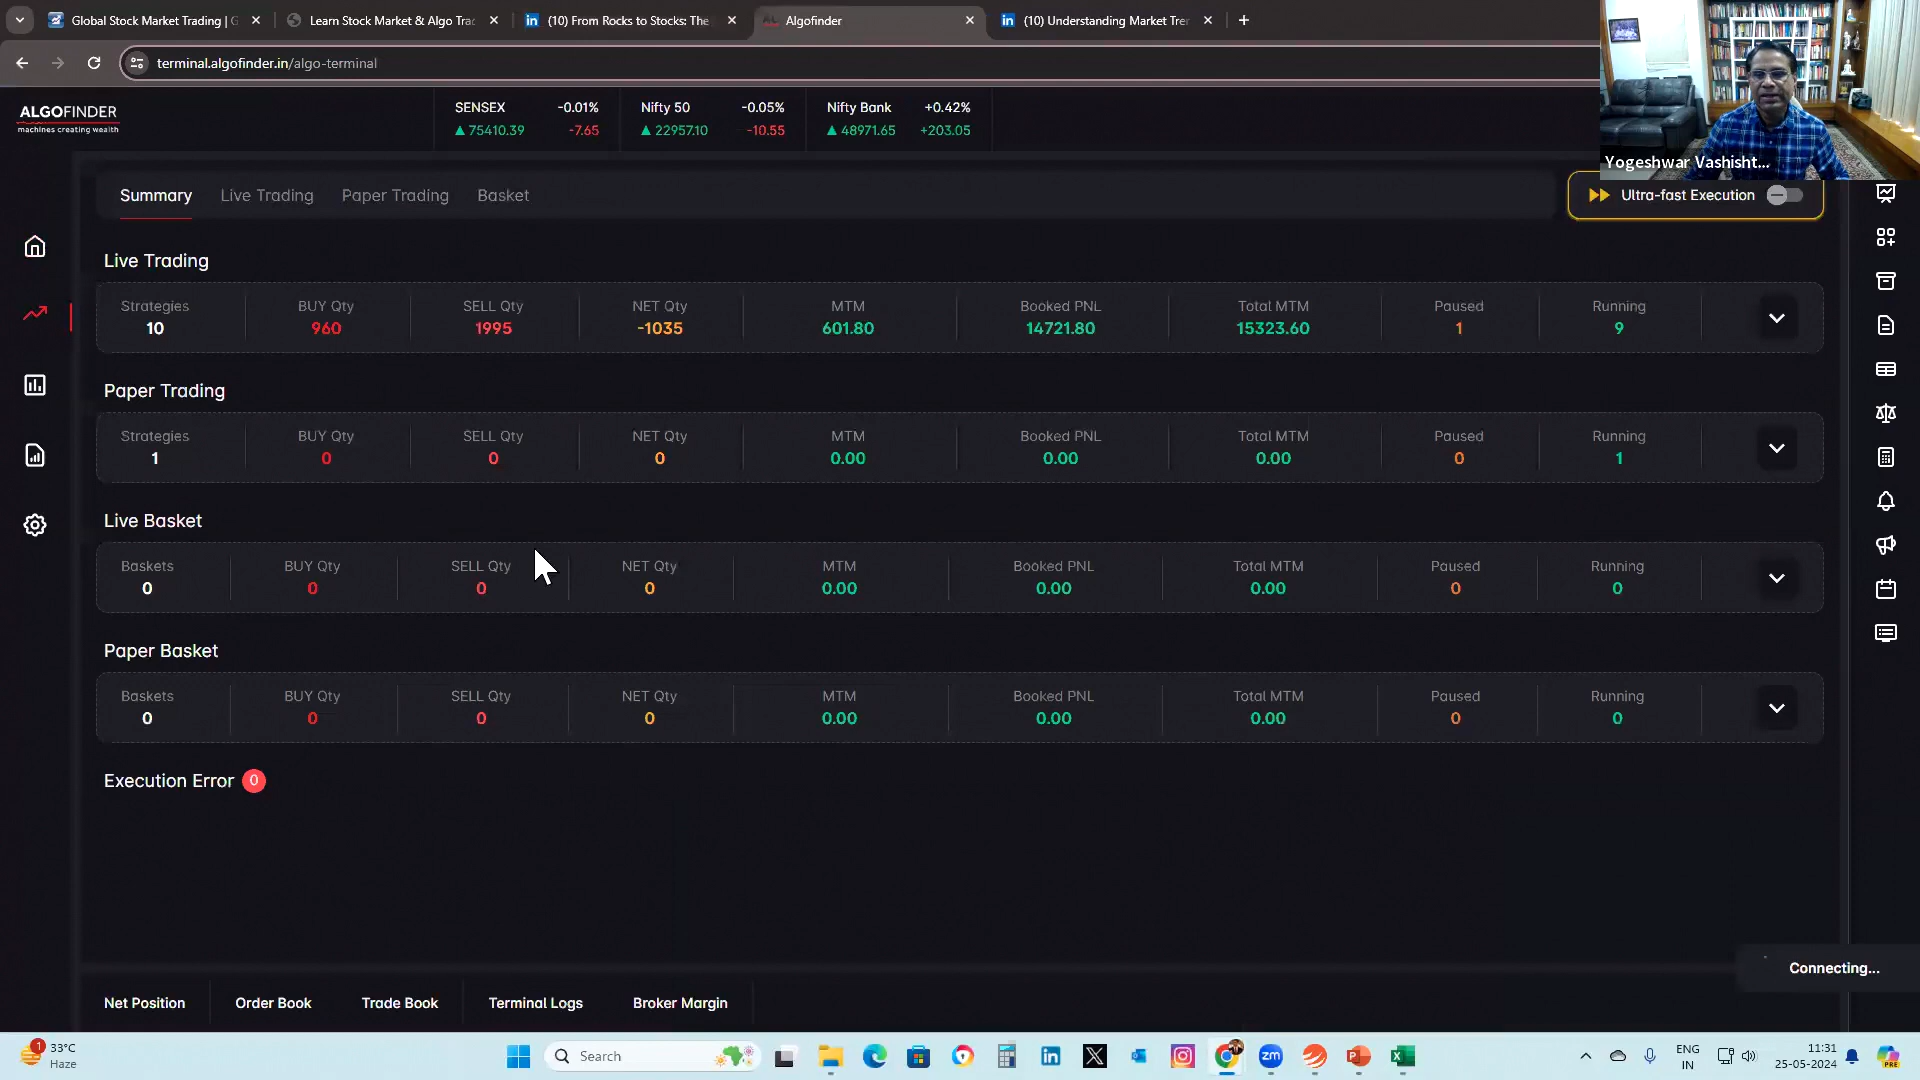 Global Stock Market Trading | G
Learn Stock Market & Algo Trac
(10) From Rocks to Stocks: The
Algofinder
(10) Understanding Market Tren
terminal.algofinder.in/algo-terminal
ALGOFINDER
machines creating wealth
SENSEX -0.01%
75410.39 -7.65
Nifty 50 -0.05%
22957.10 -10.55
Nifty Bank +0.42%
48971.65 +203.05
Yogeshwar Vashisht...
Summary Live Trading Paper Trading Basket
Ultra-fast Execution
Live Trading
Strategies BUY Qty SELL Qty NET Qty MTM Booked PNL Total MTM Paused Running
10 960 1995 -1035 601.80 14721.80 15323.60 1 9
Paper Trading
Strategies BUY Qty SELL Qty NET Qty MTM Booked PNL Total MTM Paused Running
1 0 0 0 0.00 0.00 0.00 0 1
Live Basket
Baskets BUY Qty SELL Qty NET Qty MTM Booked PNL Total MTM Paused Running
0 0 0 0 0.00 0.00 0.00 0 0
Paper Basket
Baskets BUY Qty SELL Qty NET Qty MTM Booked PNL Total MTM Paused Running
0 0 0 0 0.00 0.00 0.00 0 0
Execution Error 0
Connecting...
Net Position Order Book Trade Book Terminal Logs Broker Margin
1 33°C
Haze
Search
zm
ENG
IN
11:31
25-05-2024
PRE